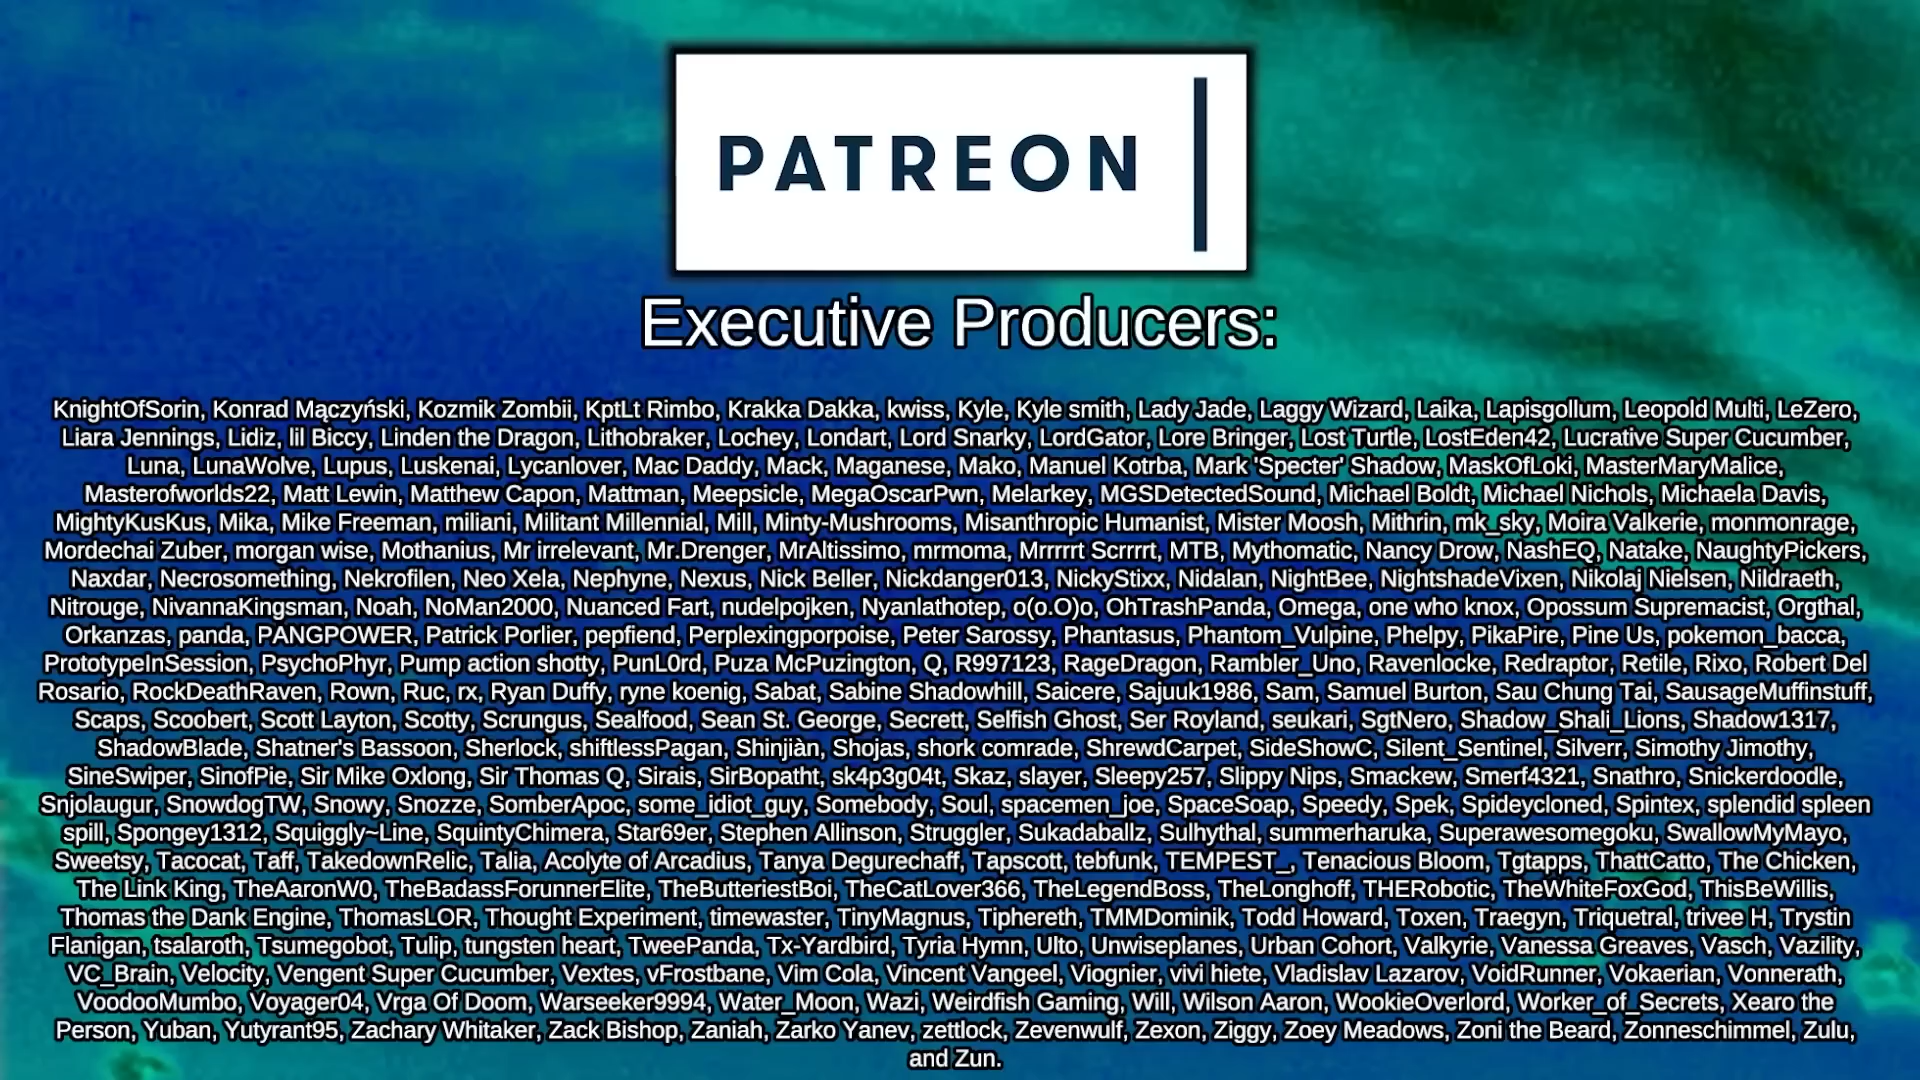 PATREON
Executive Producers:
KnightOfSorin, Konrad Mączyński, Kozmik Zombii, KptLt Rimbo, Krakka Dakka, kwiss, Kyle, Kyle smith, Lady Jade, Laggy Wizard, Laika, Lapisgollum, Leopold Multi, LeZero,
Liara Jennings, Lidiz, lil Biccy, Linden the Dragon, Lithobraker, Lochey, Londart, Lord Snarky, LordGator, Lore Bringer, Lost Turtle, LostEden42, Lucrative Super Cucumber,
Luna, LunaWolve, Lupus, Luskenai, Lycanlover, Mac Daddy, Mack, Maganese, Mako, Manuel Kotrba, Mark 'Specter' Shadow, MaskOfLoki, MasterMaryMalice,
Masterofworlds22, Matt Lewin, Matthew Capon, Mattman, Meepsicle, MegaOscarPwn, Melarkey, MGSDetectedSound, Michael Boldt, Michael Nichols, Michaela Davis,
MightyKusKus, Mika, Mike Freeman, miliani, Militant Millennial, Mill, Minty-Mushrooms, Misanthropic Humanist, Mister Moosh, Mithrin, mk_sky, Moira Valkerie, monmonrage,
Mordechai Zuber, morgan wise, Mothanius, Mr irrelevant, Mr.Drenger, MrAltissimo, mrmoma, Mrrrrrt Scrrrrt, MTB, Mythomatic, Nancy Drow, NashEQ, Natake, NaughtyPickers,
Naxdar, Necrosomething, Nekrofilen, Neo Xela, Nephyne, Nexus, Nick Beller, Nickdanger013, NickyStixx, Nidalan, NightBee, NightshadeVixen, Nikolaj Nielsen, Nildraeth,
Nitrouge, NivannaKingsman, Noah, NoMan2000, Nuanced Fart, nudelpojken, Nyanlathotep, o(o.O)o, OhTrashPanda, Omega, one who knox, Opossum Supremacist, Orgthal,
Orkanzas, panda, PANGPOWER, Patrick Porlier, pepfiend, Perplexingporpoise, Peter Sarossy, Phantasus, Phantom_Vulpine, Phelpy, PikaPire, Pine Us, pokemon_bacca,
PrototypeInSession, PsychoPhyr, Pump action shotty, PunL0rd, Puza McPuzington, Q, R997123, RageDragon, Rambler_Uno, Ravenlocke, Redraptor, Retile, Rixo, Robert Del
Rosario, RockDeathRaven, Rown, Ruc, rx, Ryan Duffy, ryne koenig, Sabat, Sabine Shadowhill, Saicere, Sajuuk1986, Sam, Samuel Burton, Sau Chung Tai, SausageMuffinstuff,
Scaps, Scoobert, Scott Layton, Scotty, Scrungus, Sealfood, Sean St. George, Secrett, Selfish Ghost, Ser Royland, seukari, SgtNero, Shadow_Shali_Lions, Shadow1317,
ShadowBlade, Shatner's Bassoon, Sherlock, shiftlessPagan, Shinjiàn, Shojas, shork comrade, ShrewdCarpet, SideShowC, Silent_Sentinel, Silverr, Simothy Jimothy,
SineSwiper, SinofPie, Sir Mike Oxlong, Sir Thomas Q, Sirais, SirBopatht, sk4p3g04t, Skaz, slayer, Sleepy257, Slippy Nips, Smackew, Smerf4321, Snathro, Snickerdoodle,
Snjolaugur, SnowdogTW, Snowy, Snozze, SomberApoc, some_idiot_guy, Somebody, Soul, spacemen_joe, SpaceSoap, Speedy, Spek, Spideycloned, Spintex, splendid spleen
spill, Spongey1312, Squiggly~Line, SquintyChimera, Star69er, Stephen Allinson, Struggler, Sukadaballz, Sulhythal, summerharuka, Superawesomegoku, SwallowMyMayo,
Sweetsy, Tacocat, Taff, TakedownRelic, Talia, Acolyte of Arcadius, Tanya Degurechaff, Tapscott, tebfunk, TEMPEST_, Tenacious Bloom, Tgtapps, ThattCatto, The Chicken,
The Link King, TheAaronW0, TheBadassForunnerElite, TheButteriestBoi, TheCatLover366, TheLegendBoss, TheLonghoff, THERobotic, TheWhiteFoxGod, ThisBeWillis,
Thomas the Dank Engine, ThomasLOR, Thought Experiment, timewaster, TinyMagnus, Tiphereth, TMMDominik, Todd Howard, Toxen, Traegyn, Triquetral, trivee H, Trystin
Flanigan, tsalaroth, Tsumegobot, Tulip, tungsten heart, TweePanda, Tx-Yardbird, Tyria Hymn, Ulto, Unwiseplanes, Urban Cohort, Valkyrie, Vanessa Greaves, Vasch, Vazility,
VC_Brain, Velocity, Vengent Super Cucumber, Vextes, vFrostbane, Vim Cola, Vincent Vangeel, Viognier, vivi hiete, Vladislav Lazarov, VoidRunner, Vokaerian, Vonnerath,
VoodooMumbo, Voyager04, Vrga Of Doom, Warseeker9994, Water_Moon, Wazi, Weirdfish Gaming, Will, Wilson Aaron, WookieOverlord, Worker_of_Secrets, Xearo the
Person, Yuban, Yutyrant95, Zachary Whitaker, Zack Bishop, Zaniah, Zarko Yanev, zettlock, Zevenwulf, Zexon, Ziggy, Zoey Meadows, Zoni the Beard, Zonneschimmel, Zulu,
and Zun.